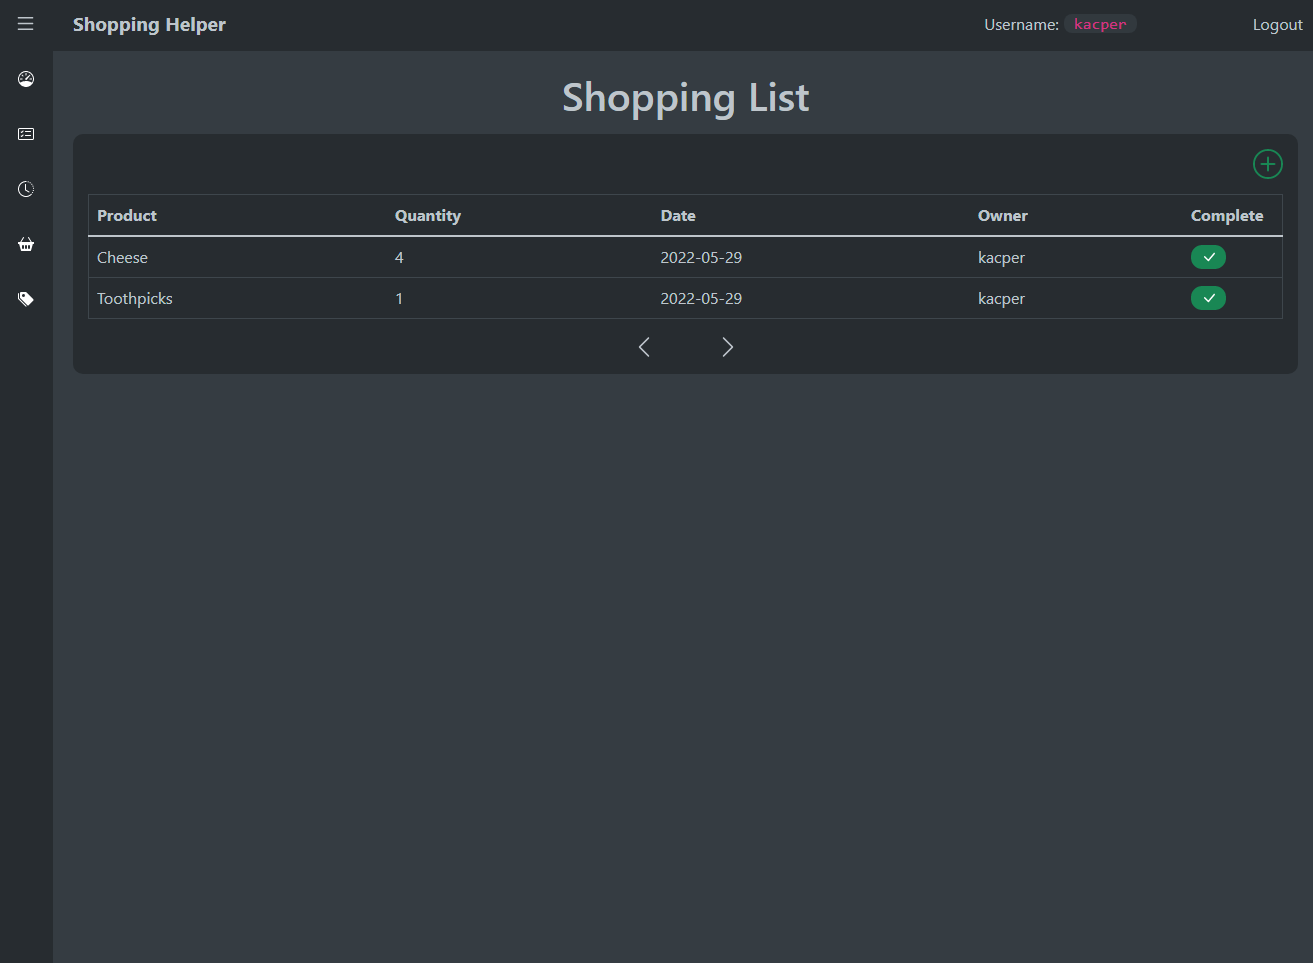 Shopping Helper Username: kacper Logout
Shopping List
Product Quantity Date Owner Complete
Cheese 4 2022-05-29 kacper
Toothpicks 1 2022-05-29 kacper